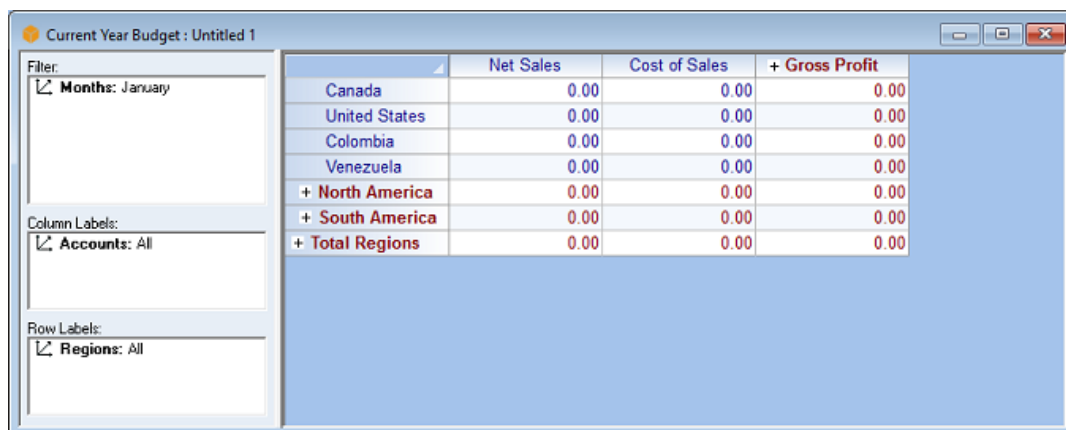 Current Year Budget : Untitled 1
Filter:
Months: January
Column Labels:
Accounts: All
Row Labels:
Regions: All
Net Sales Cost of Sales + Gross Profit
Canada 0.00 0.00 0.00
United States 0.00 0.00 0.00
Colombia 0.00 0.00 0.00
Venezuela 0.00 0.00 0.00
+ North America 0.00 0.00 0.00
+ South America 0.00 0.00 0.00
+ Total Regions 0.00 0.00 0.00